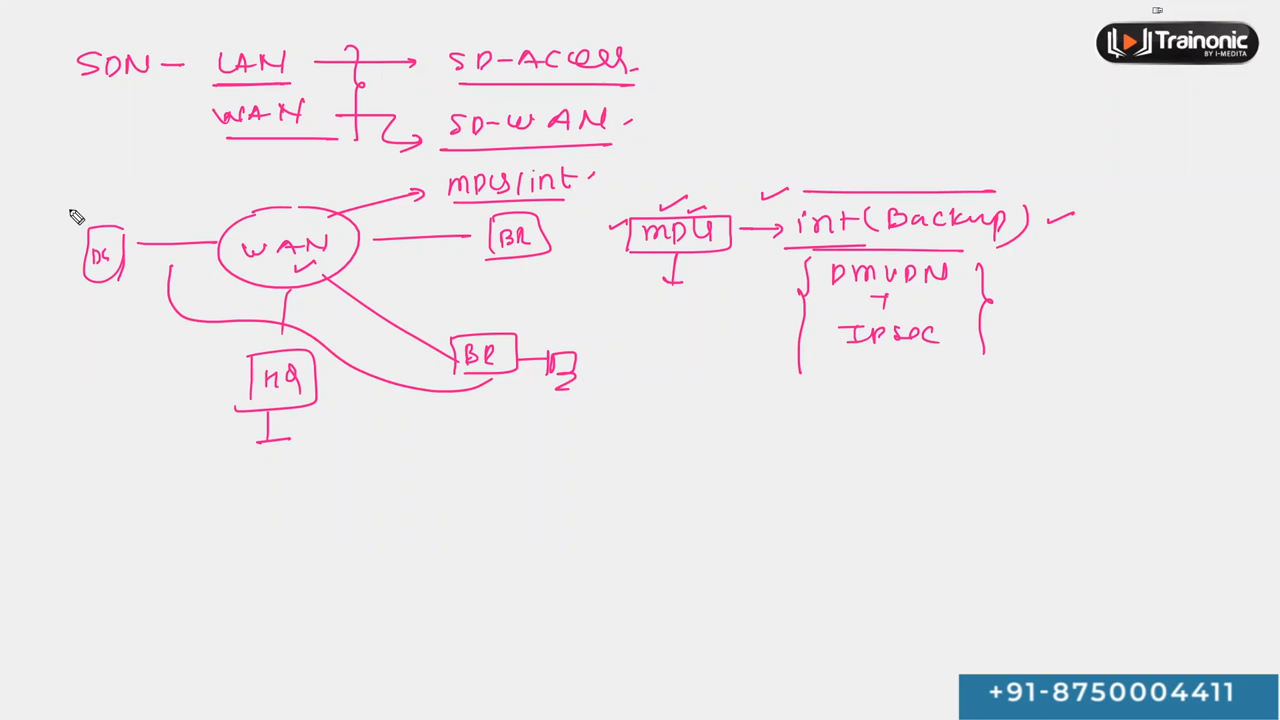 Trainonic
BY I-MEDITA
SDN - LAN → SD-Access
WAN → SD-WAN
MPLS/int
DC
WAN
BR
MPLS → int (Backup)
DMVPN
+
IPSEC
BR
HQ
+91-8750004411